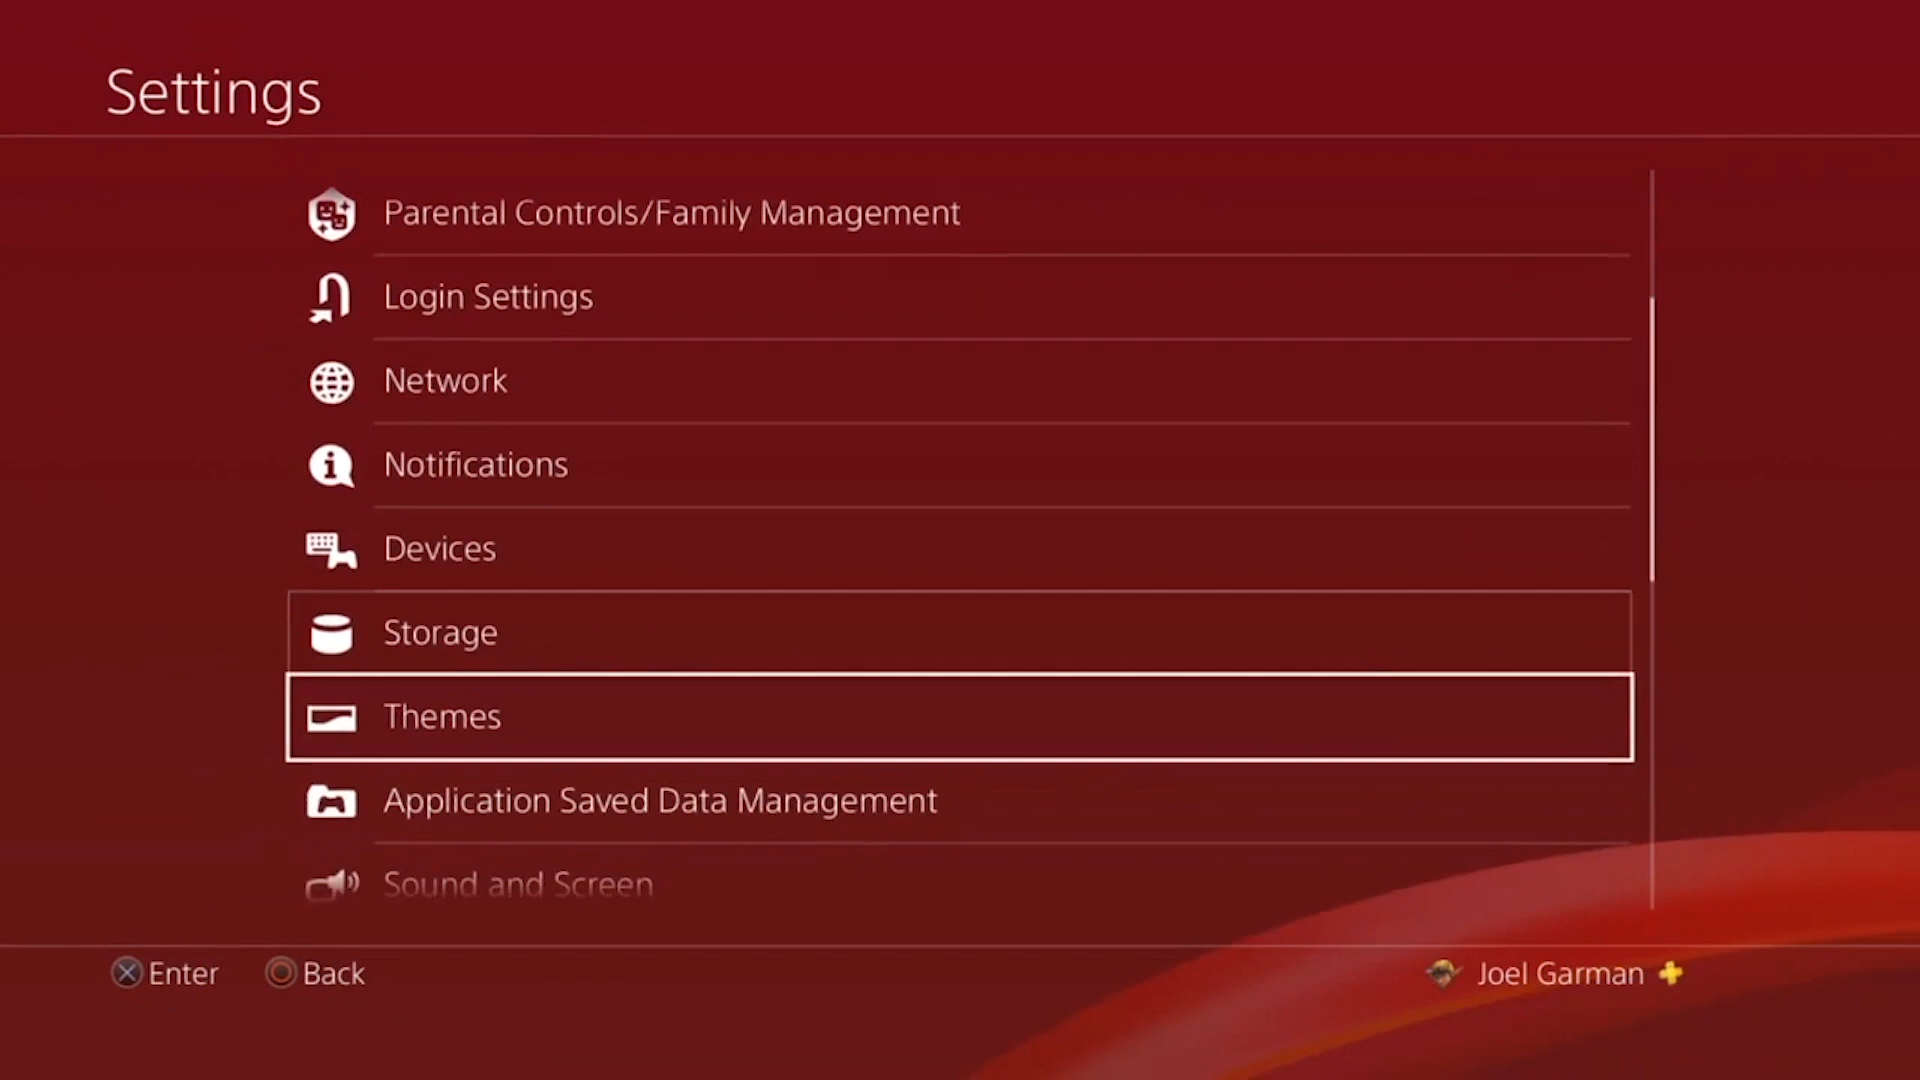 Settings
Parental Controls/Family Management
Login Settings
Network
Notifications
Devices
Storage
Themes
Application Saved Data Management
Sound and Screen
Enter Back Joel Garman